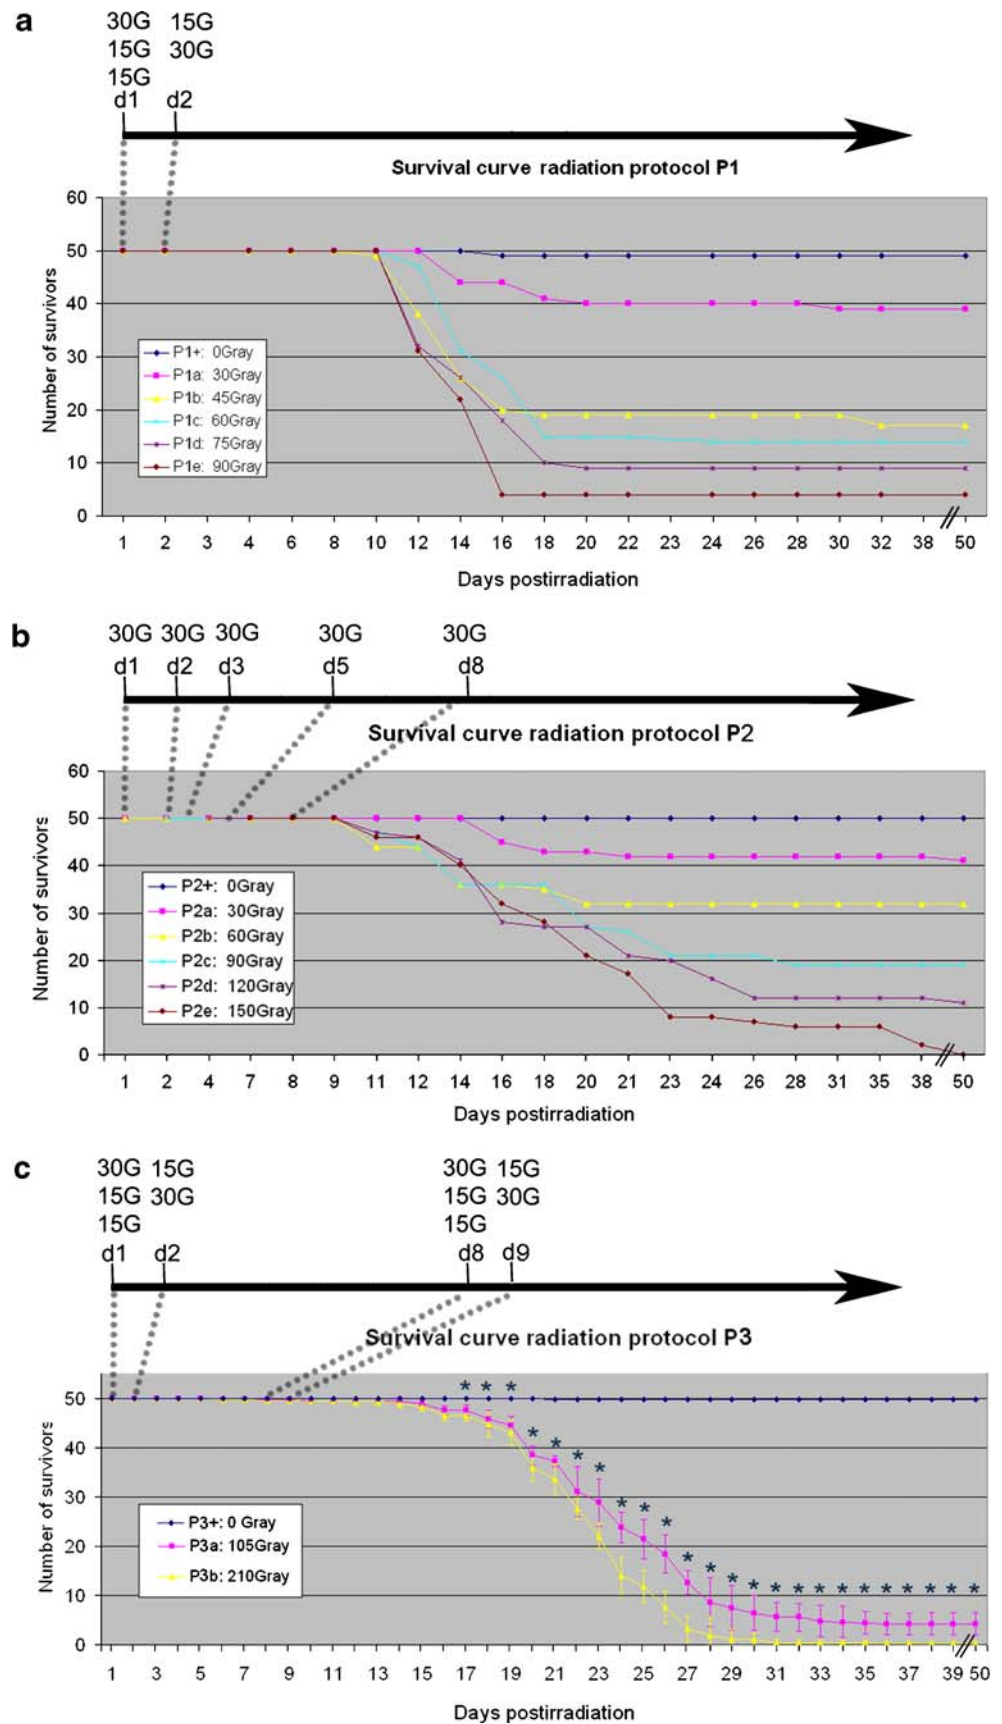 a
30G 15G
15G 30G
15G
d1 d2
Survival curve radiation protocol P1
60
50
40
30
20
10
0
Number of survivors
P1+: 0Gray
P1a: 30Gray
P1b: 45Gray
P1c: 60Gray
P1d: 75Gray
P1e: 90Gray
1 2 3 4 6 8 10 12 14 16 18 20 22 24 26 28 30 32 38 // 50
Days postirradiation
b
30G 30G 30G 30G 30G
d1 d2 d3 d5 d8
Survival curve radiation protocol P2
60
50
40
30
20
10
0
Number of survivors
P2+: 0Gray
P2a: 30Gray
P2b: 60Gray
P2c: 90Gray
P2d: 120Gray
P2e: 150Gray
1 2 4 7 8 9 11 12 14 16 18 20 21 23 24 26 28 31 35 38 // 50
Days postirradiation
c
30G 15G 30G 15G
15G 30G 15G 30G
15G 15G
d1 d2 d8 d9
Survival curve radiation protocol P3
50
40
30
20
10
0
Number of survivors
P3+: 0 Gray
P3a: 105Gray
P3b: 210Gray
* * * * * * * * * * * * * * * * * * * * * * * *
1 3 5 7 9 11 13 15 17 19 21 23 25 27 29 31 33 35 37 39 // 50
Days postirradiation